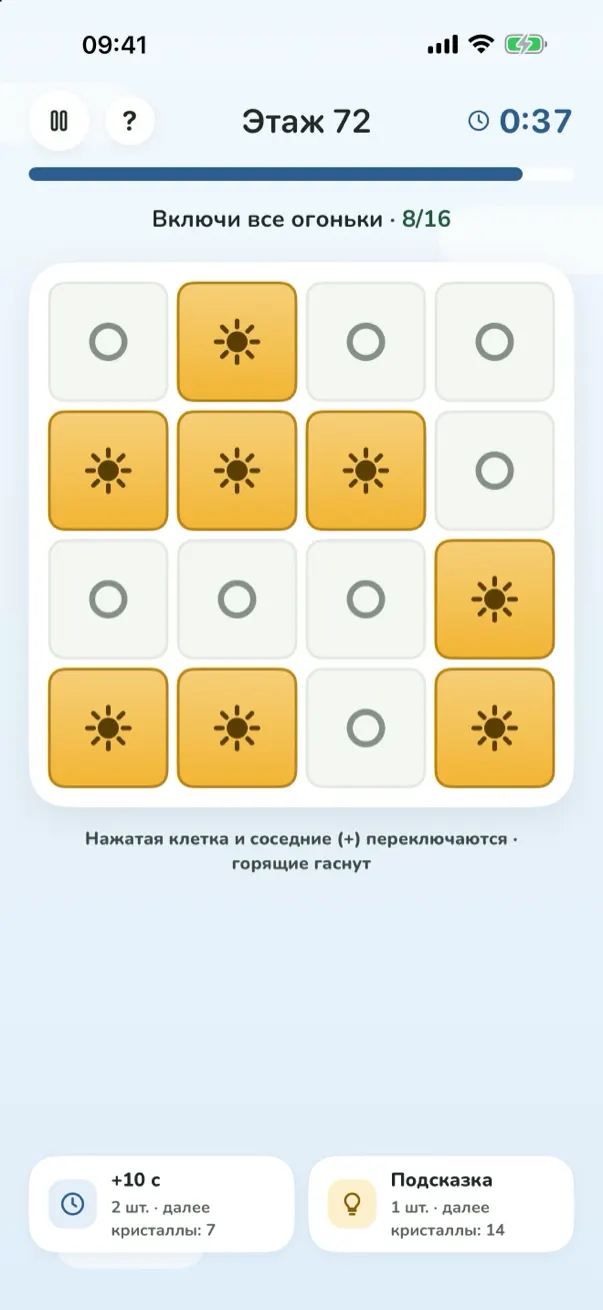 09:41
? Этаж 72 0:37
Включи все огоньки · 8/16
Нажатая клетка и соседние (+) переключаются ·
горящие гаснут
+10 с
2 шт. · далее
кристаллы: 7
Подсказка
1 шт. · далее
кристаллы: 14